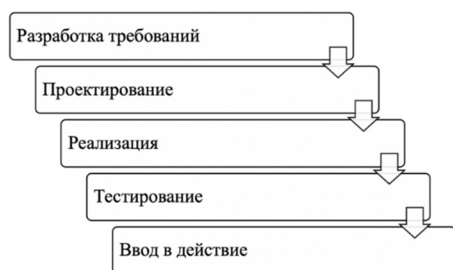 Разработка требований
Проектирование
Реализация
Тестирование
Ввод в действие